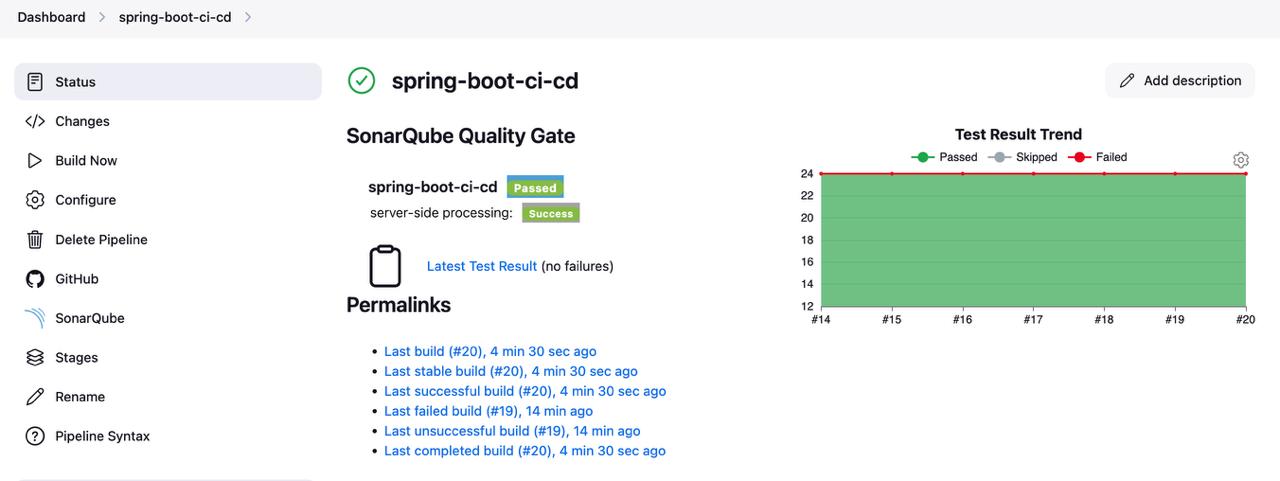 Dashboard > spring-boot-ci-cd >
Status
Changes
Build Now
Configure
Delete Pipeline
GitHub
SonarQube
Stages
Rename
Pipeline Syntax
spring-boot-ci-cd
Add description
SonarQube Quality Gate
spring-boot-ci-cd Passed
server-side processing: Success
Latest Test Result (no failures)
Permalinks
• Last build (#20), 4 min 30 sec ago
• Last stable build (#20), 4 min 30 sec ago
• Last successful build (#20), 4 min 30 sec ago
• Last failed build (#19), 14 min ago
• Last unsuccessful build (#19), 14 min ago
• Last completed build (#20), 4 min 30 sec ago
Test Result Trend
Passed Skipped Failed
24
22
20
18
16
14
12
#14 #15 #16 #17 #18 #19 #20